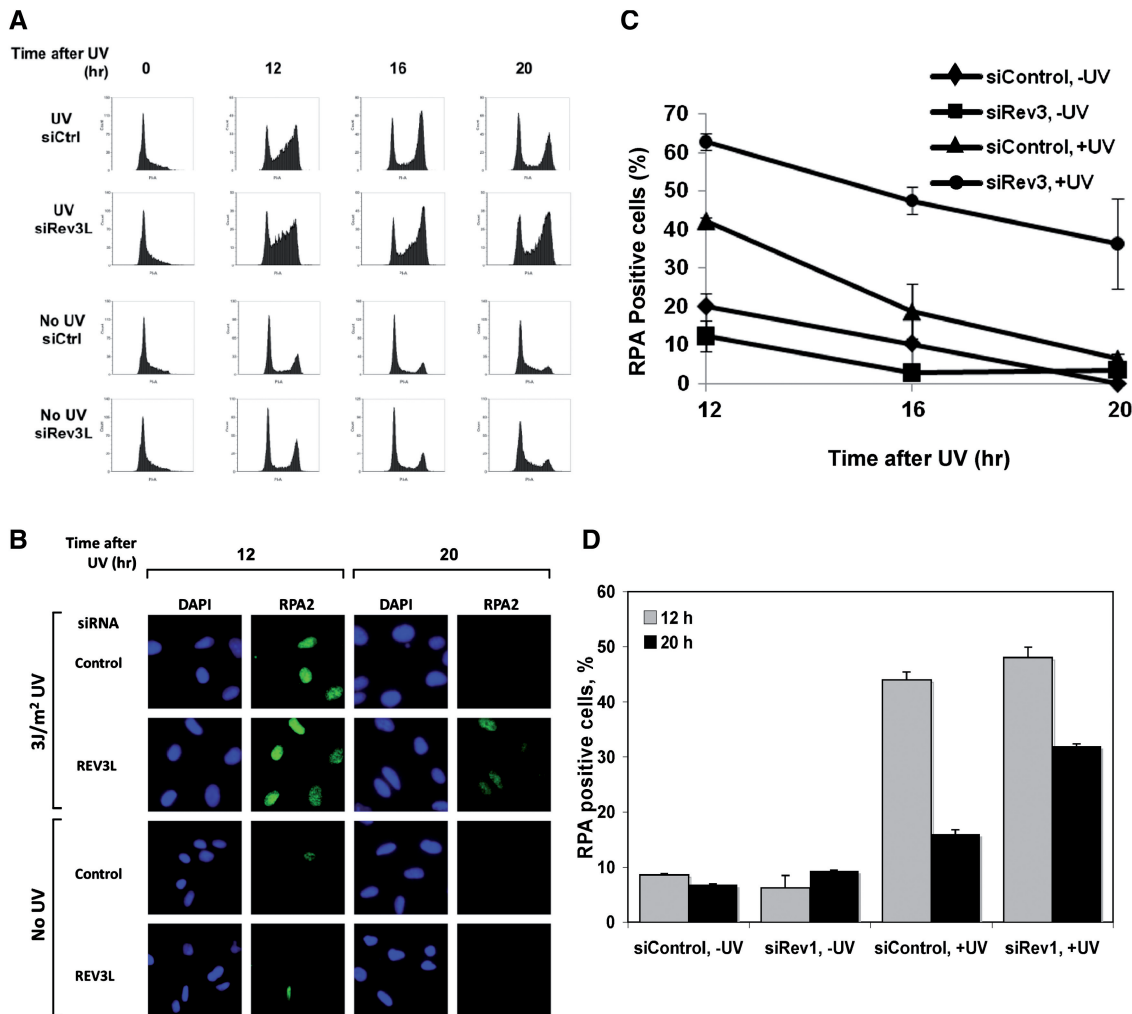 A
Time after UV
(hr)
0
12
16
20
UV
siCtrl
UV
siRev3L
No UV
siCtrl
No UV
siRev3L
B
Time after
UV (hr)
12
20
DAPI
RPA2
DAPI
RPA2
siRNA
3J/m² UV
Control
REV3L
No UV
Control
REV3L
C
siControl, -UV
siRev3, -UV
siControl, +UV
siRev3, +UV
RPA Positive cells (%)
70
60
50
40
30
20
10
0
12
16
20
Time after UV (hr)
D
12 h
20 h
RPA positive cells, %
60
50
40
30
20
10
0
siControl, -UV
siRev1, -UV
siControl, +UV
siRev1, +UV